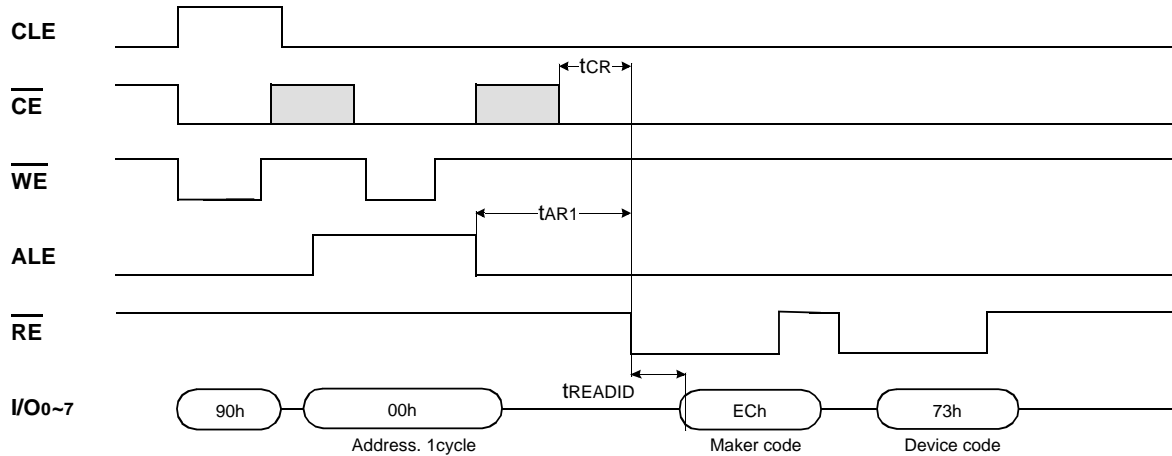 CLE
tCR
CE
WE
tAR1
ALE
RE
tREADID
I/O0~7
90h
00h
ECh
73h
Address. 1cycle
Maker code
Device code